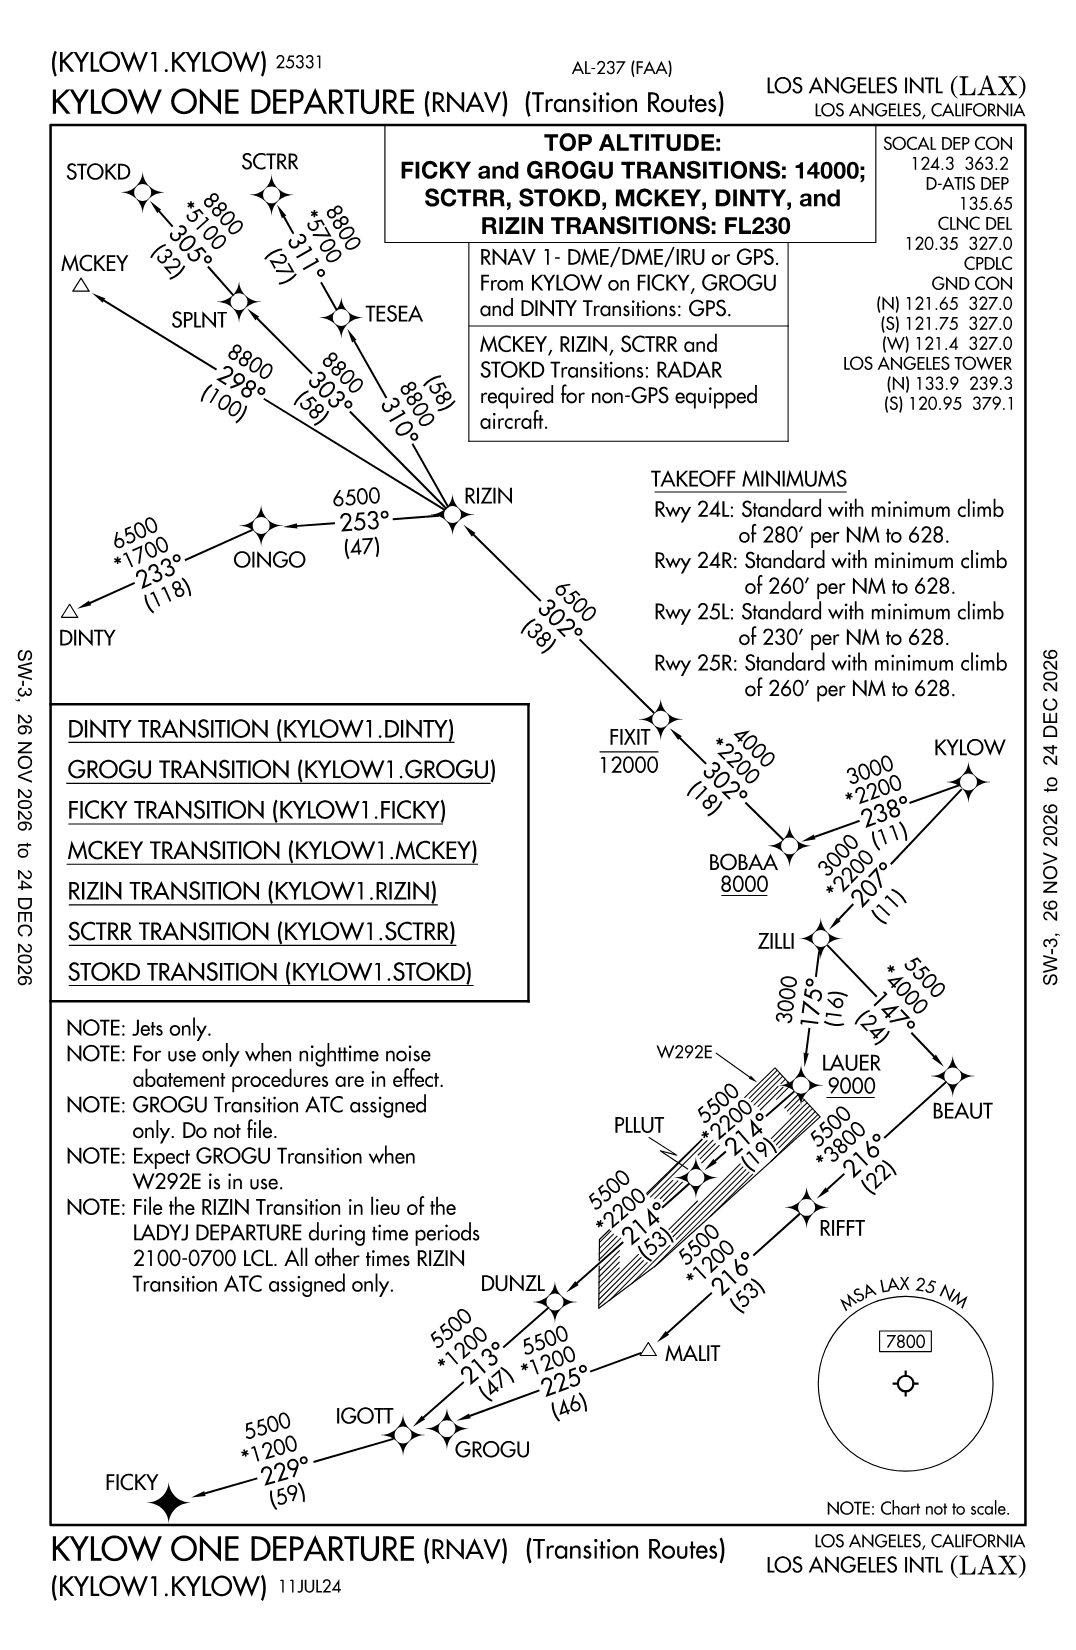 (KYLOW1.KYLOW) 25331
AL-237 (FAA)
LOS ANGELES INTL (LAX)
KYLOW ONE DEPARTURE (RNAV) (Transition Routes)
LOS ANGELES, CALIFORNIA
TOP ALTITUDE:
FICKY and GROGU TRANSITIONS: 14000;
SCTRR, STOKD, MCKEY, DINTY, and
RIZIN TRANSITIONS: FL230
SOCAL DEP CON
124.3 363.2
D-ATIS DEP
135.65
CLNC DEL
120.35 327.0
CPDLC
GND CON
(N) 121.65 327.0
(S) 121.75 327.0
(W) 121.4 327.0
LOS ANGELES TOWER
(N) 133.9 239.3
(S) 120.95 379.1
RNAV 1- DME/DME/IRU or GPS.
From KYLOW on FICKY, GROGU
and DINTY Transitions: GPS.
MCKEY, RIZIN, SCTRR and
STOKD Transitions: RADAR
required for non-GPS equipped
aircraft.
STOKD
SCTRR
8800
*5100
305°
(32)
8800
*5700
311°
(27)
MCKEY
SPLNT
TESEA
8800
298°
(100)
8800
303°
(58)
8800
310°
(58)
RIZIN
6500
253°
(47)
OINGO
6500
*1700
233°
(118)
DINTY
TAKEOFF MINIMUMS
Rwy 24L: Standard with minimum climb
of 280' per NM to 628.
Rwy 24R: Standard with minimum climb
of 260' per NM to 628.
Rwy 25L: Standard with minimum climb
of 230' per NM to 628.
Rwy 25R: Standard with minimum climb
of 260' per NM to 628.
6500
302°
(38)
FIXIT
12000
4000
*2200
302°
(18)
KYLOW
3000
*2200
238°
(11)
BOBAA
8000
3000
*2200
207°
(11)
ZILLI
3000
175°
(16)
5500
*4000
147°
(24)
DINTY TRANSITION (KYLOW1.DINTY)
GROGU TRANSITION (KYLOW1.GROGU)
FICKY TRANSITION (KYLOW1.FICKY)
MCKEY TRANSITION (KYLOW1.MCKEY)
RIZIN TRANSITION (KYLOW1.RIZIN)
SCTRR TRANSITION (KYLOW1.SCTRR)
STOKD TRANSITION (KYLOW1.STOKD)
NOTE: Jets only.
NOTE: For use only when nighttime noise
abatement procedures are in effect.
NOTE: GROGU Transition ATC assigned
only. Do not file.
NOTE: Expect GROGU Transition when
W292E is in use.
NOTE: File the RIZIN Transition in lieu of the
LADYJ DEPARTURE during time periods
2100-0700 LCL. All other times RIZIN
Transition ATC assigned only.
W292E
LAUER
9000
BEAUT
PLLUT
5500
*2200
214°
(19)
5500
*3800
216°
(22)
RIFFT
5500
*2200
214°
(53)
5500
*1200
216°
(53)
DUNZL
MALIT
5500
*1200
213°
(47)
5500
*1200
225°
(46)
IGOTT
GROGU
5500
*1200
229°
(59)
FICKY
MSA LAX 25 NM
7800
NOTE: Chart not to scale.
KYLOW ONE DEPARTURE (RNAV) (Transition Routes)
LOS ANGELES, CALIFORNIA
LOS ANGELES INTL (LAX)
(KYLOW1.KYLOW) 11JUL24
SW-3, 26 NOV 2026 to 24 DEC 2026
SW-3, 26 NOV 2026 to 24 DEC 2026